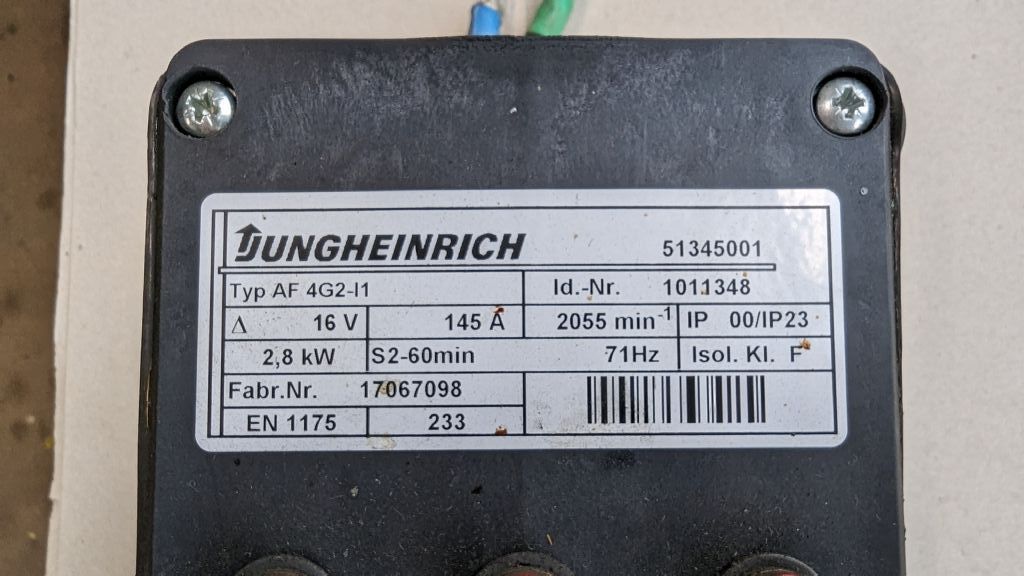 JUNGHEINRICH 51345001
Typ AF 4G2-I1 Id.-Nr. 1011348
Δ 16 V 145 A 2055 min⁻¹ IP 00/IP23
2,8 kW S2-60min 71Hz Isol. Kl. F
Fabr.Nr. 17067098
EN 1175 233